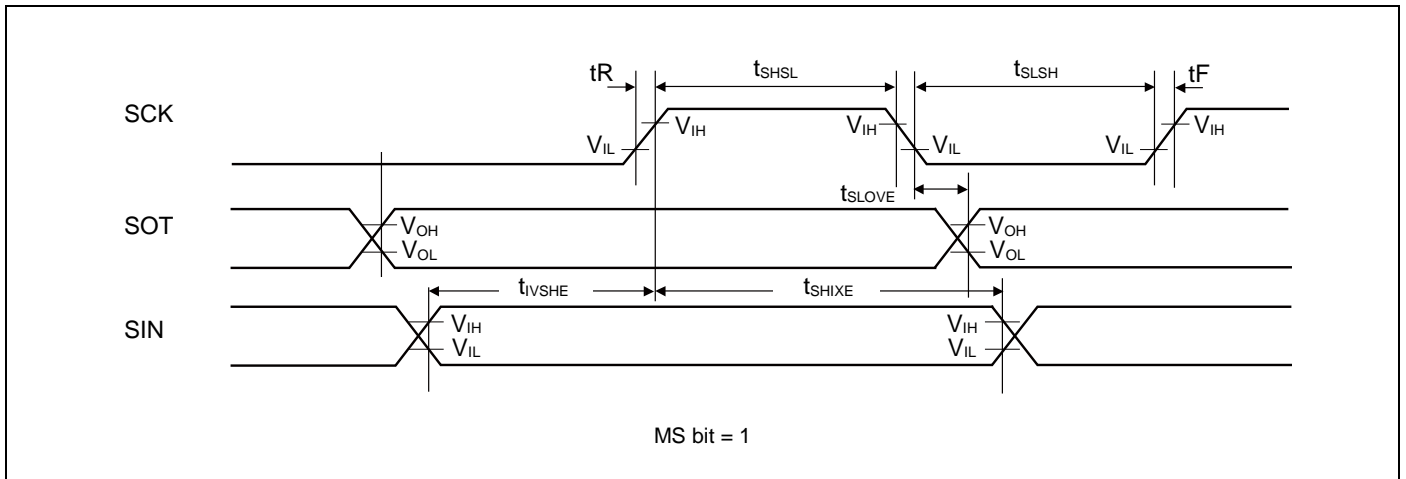 tR tSHSL tSLSH tF
SCK
VIH VIH VIH
VIL VIL VIL
tSLOVE
SOT
VOH VOH
VOL VOL
tIVSHE tSHIXE
SIN
VIH VIH
VIL VIL
MS bit = 1